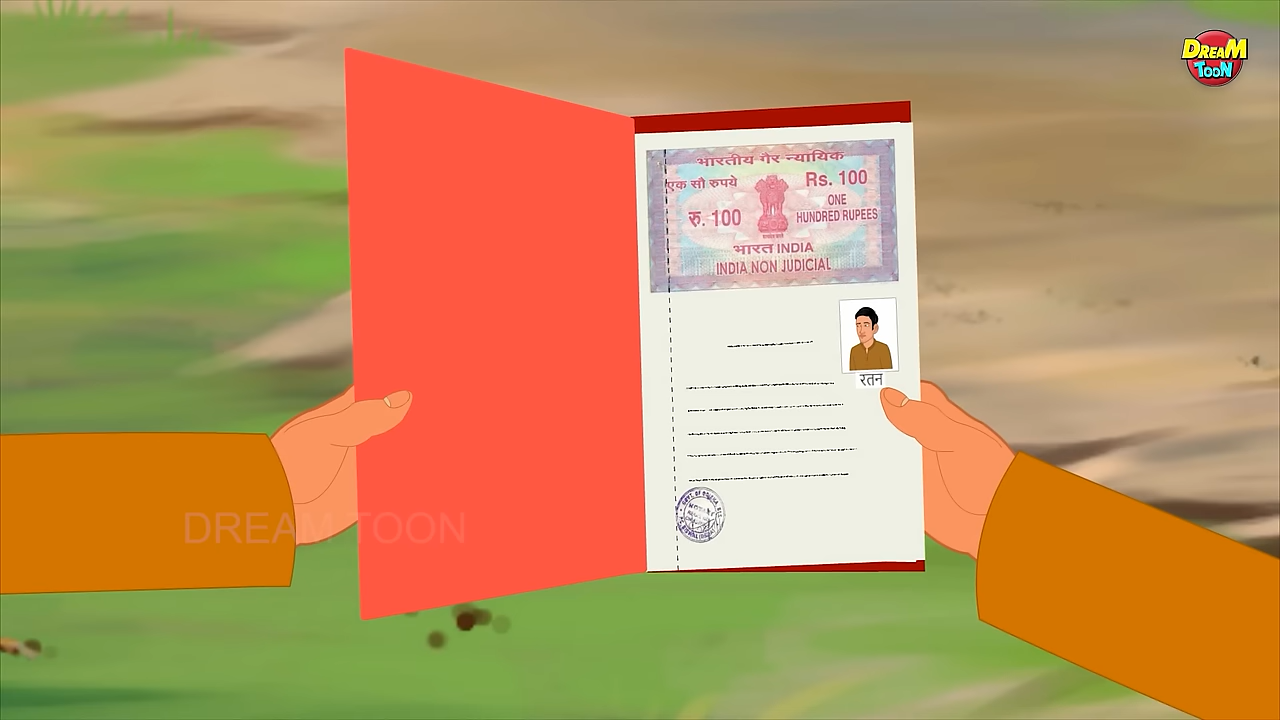 DREAM
TOON
भारतीय गैर न्यायिक
एक सौ रुपये
Rs. 100
रु. 100
ONE
HUNDRED RUPEES
भारत INDIA
INDIA NON JUDICIAL
रतन
DREAM TOON